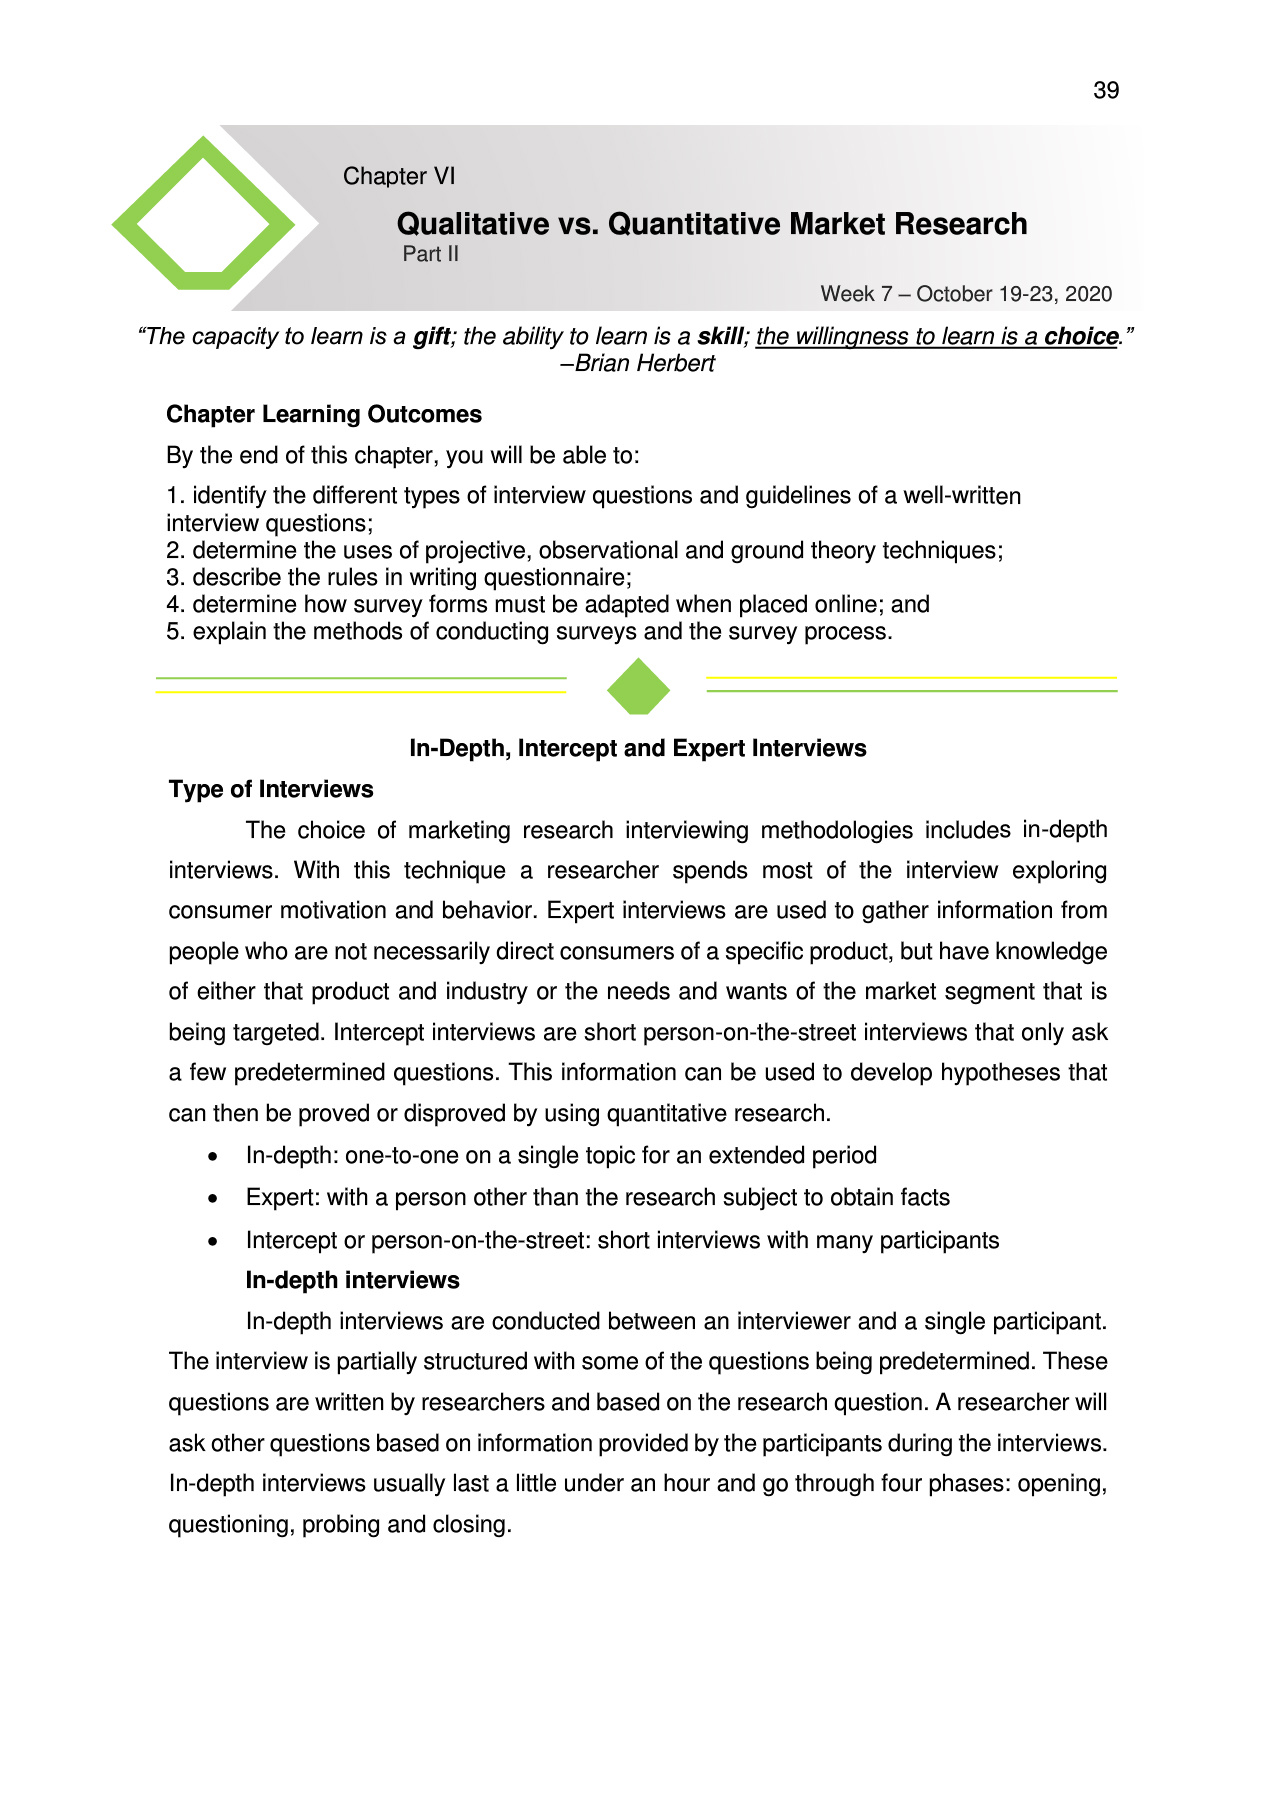 39
Chapter VI
Qualitative vs. Quantitative Market Research
Part II
Week 7 – October 19-23, 2020
“The capacity to learn is a gift; the ability to learn is a skill; the willingness to learn is a choice.”
–Brian Herbert
Chapter Learning Outcomes
By the end of this chapter, you will be able to:
1. identify the different types of interview questions and guidelines of a well-written
interview questions;
2. determine the uses of projective, observational and ground theory techniques;
3. describe the rules in writing questionnaire;
4. determine how survey forms must be adapted when placed online; and
5. explain the methods of conducting surveys and the survey process.
In-Depth, Intercept and Expert Interviews
Type of Interviews
The choice of marketing research interviewing methodologies includes in-depth
interviews. With this technique a researcher spends most of the interview exploring
consumer motivation and behavior. Expert interviews are used to gather information from
people who are not necessarily direct consumers of a specific product, but have knowledge
of either that product and industry or the needs and wants of the market segment that is
being targeted. Intercept interviews are short person-on-the-street interviews that only ask
a few predetermined questions. This information can be used to develop hypotheses that
can then be proved or disproved by using quantitative research.
• In-depth: one-to-one on a single topic for an extended period
• Expert: with a person other than the research subject to obtain facts
• Intercept or person-on-the-street: short interviews with many participants
In-depth interviews
In-depth interviews are conducted between an interviewer and a single participant.
The interview is partially structured with some of the questions being predetermined. These
questions are written by researchers and based on the research question. A researcher will
ask other questions based on information provided by the participants during the interviews.
In-depth interviews usually last a little under an hour and go through four phases: opening,
questioning, probing and closing.